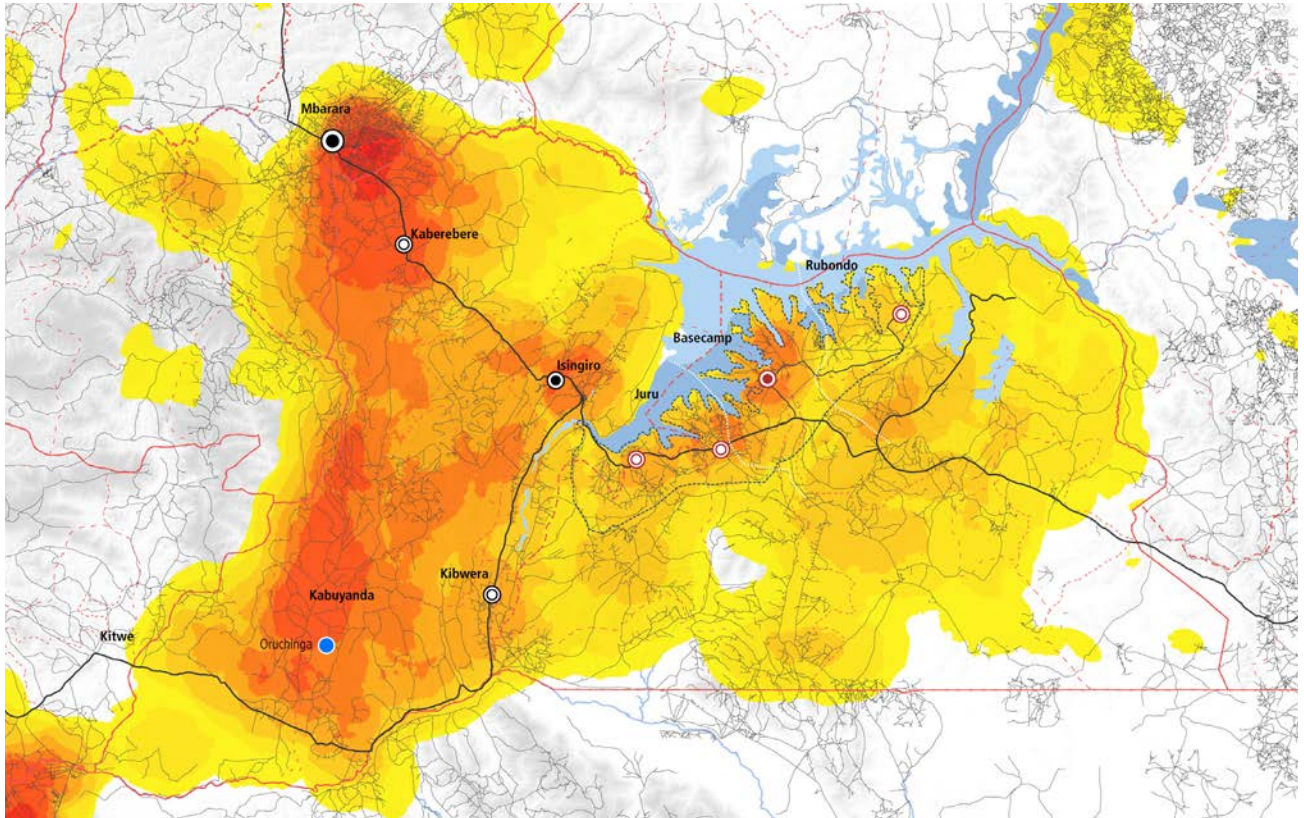 Mbarara
Kaberebere
Rubondo
Basecamp
Isingiro
Juru
Kibwera
Kabuyanda
Kitwe
Oruchinga